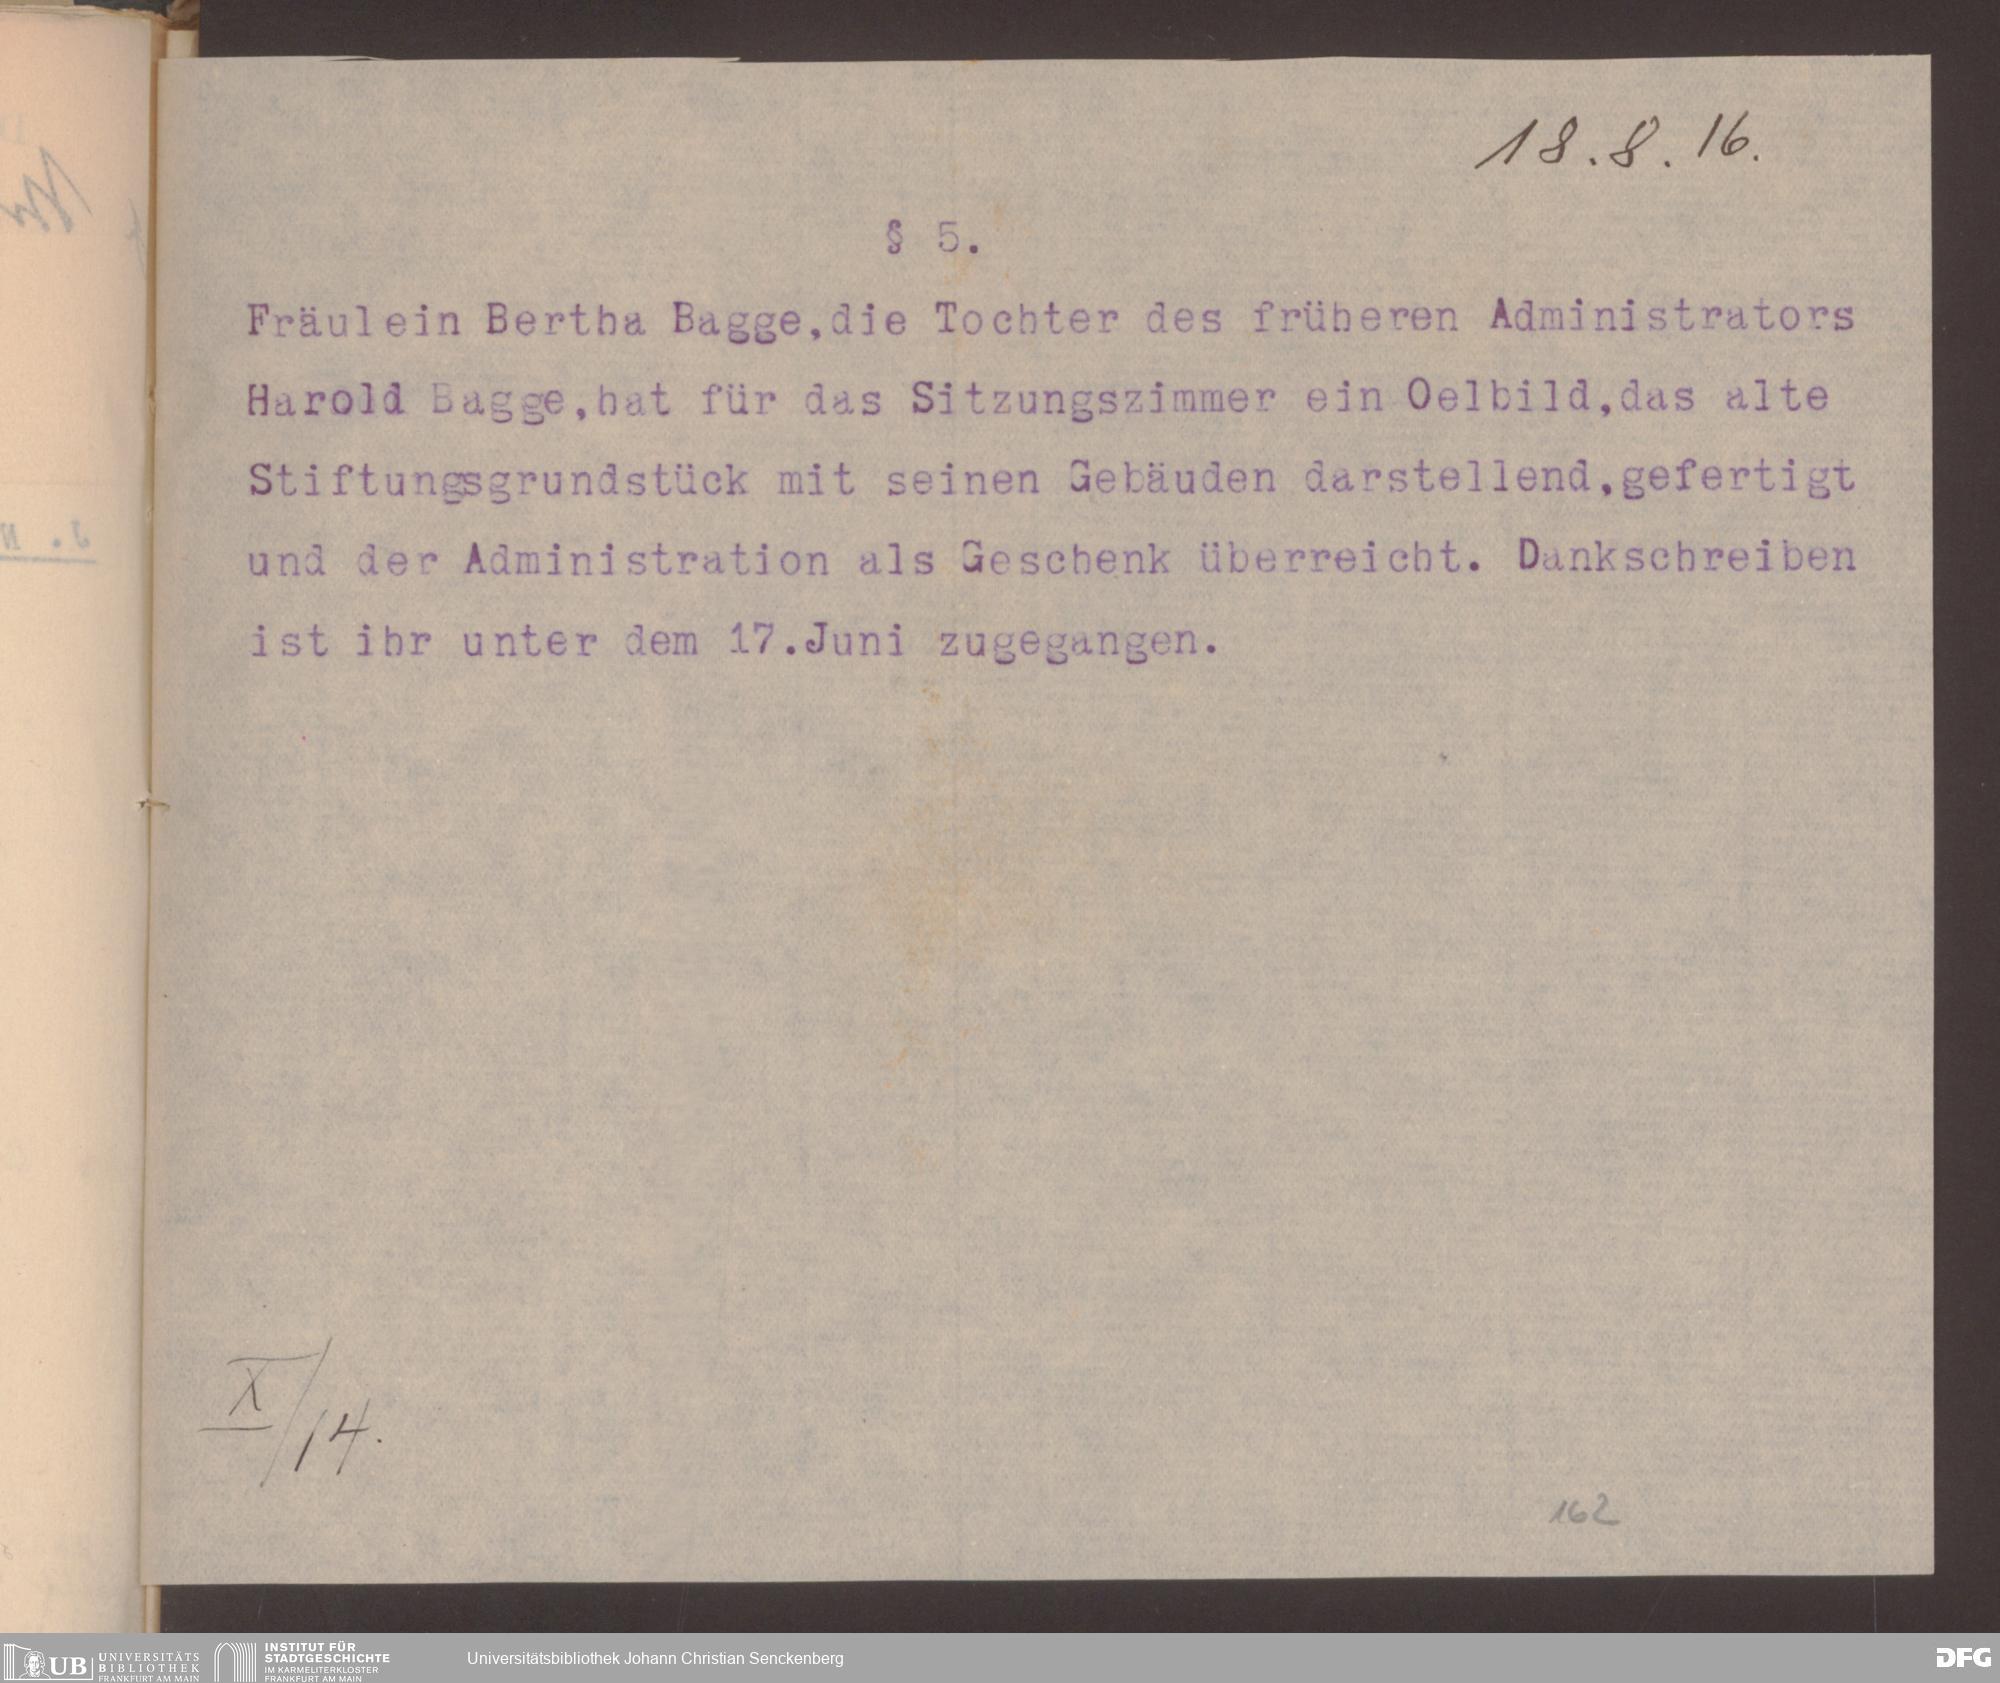 18.8.16.
§ 5.
Fräulein Bertha Bagge,die Tochter des früheren Administrators
Harold Bagge,hat für das Sitzungszimmer ein Oelbild,das alte
Stiftungsgrundstück mit seinen Gebäuden darstellend,gefertigt
und der Administration als Geschenk überreicht. Dankschreiben
ist ihr unter dem 17.Juni zugegangen.
J. N
X/14.
162
UB
UNIVERSITÄTS
BIBLIOTHEK
FRANKFURT AM MAIN
INSTITUT FÜR
STADTGESCHICHTE
IM KARMELITERKLOSTER
FRANKFURT AM MAIN
Universitätsbibliothek Johann Christian Senckenberg
DFG